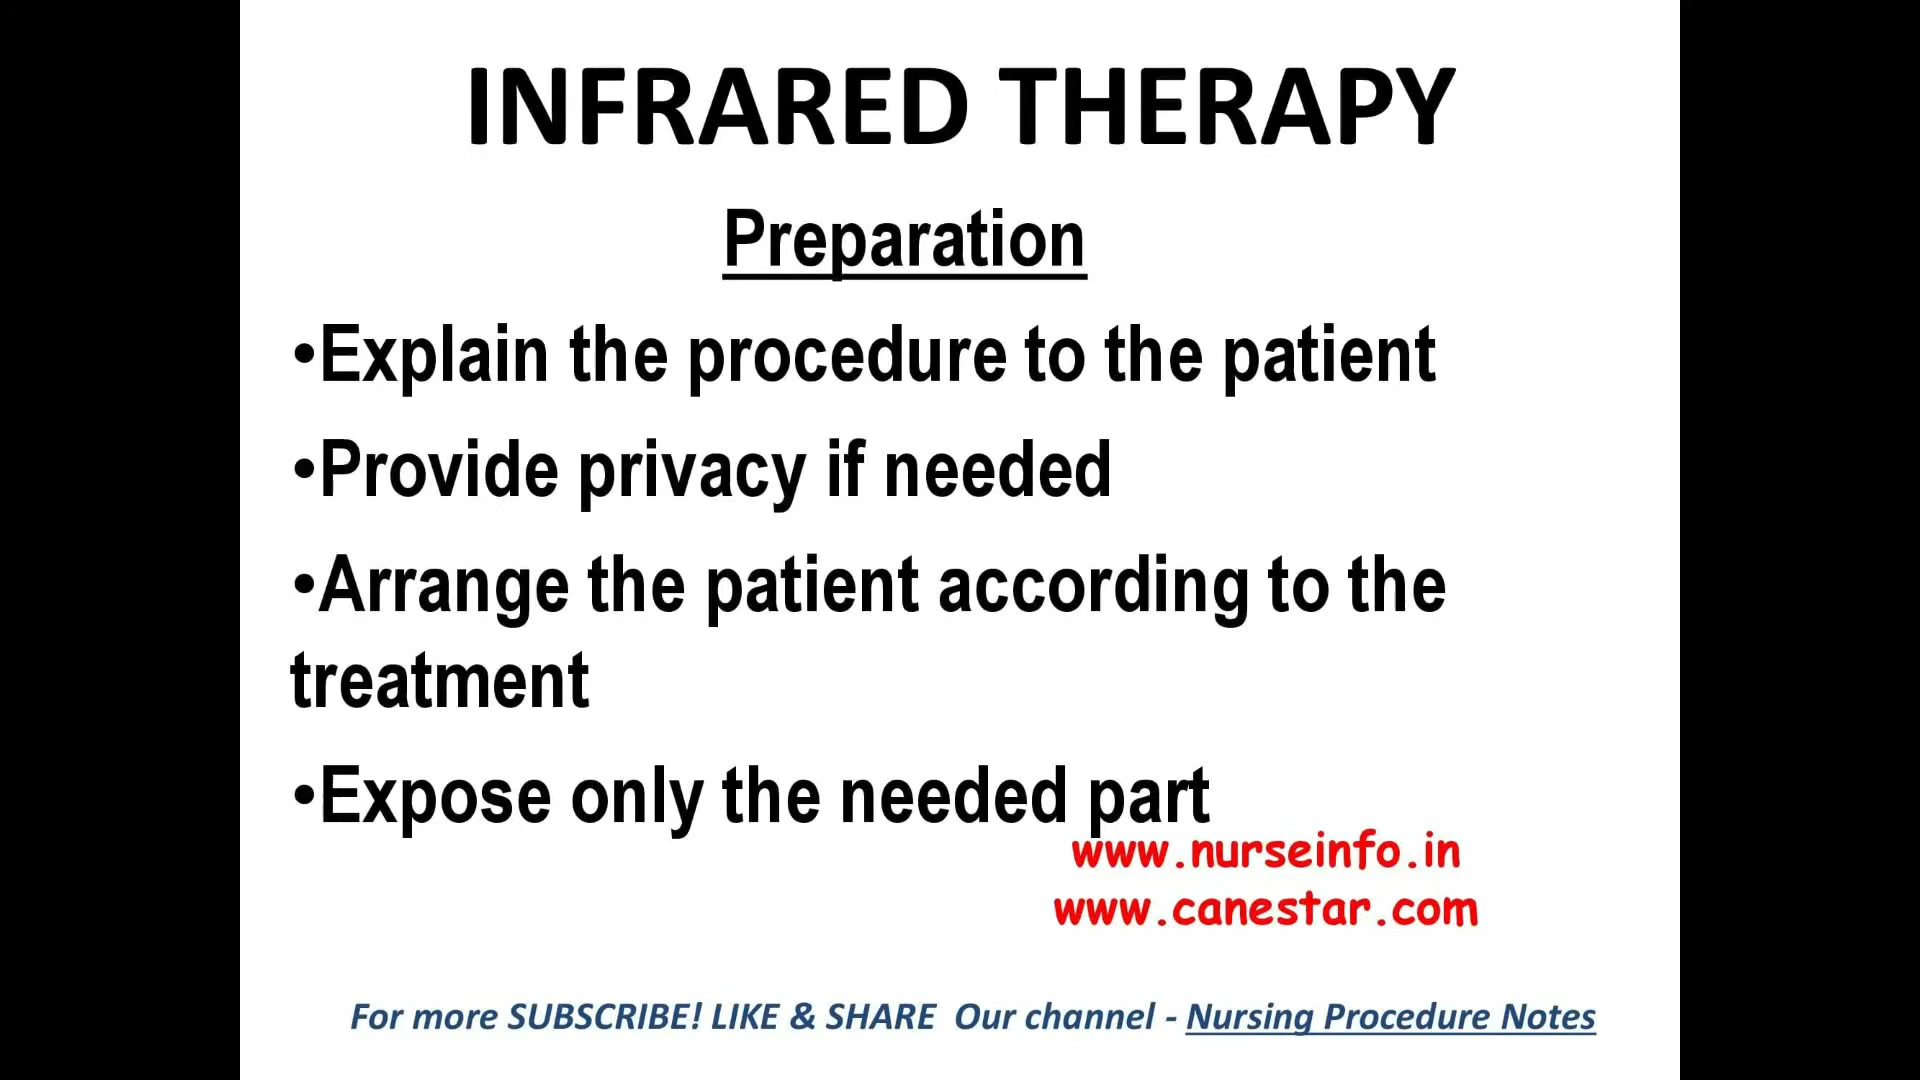 INFRARED THERAPY
Preparation
•Explain the procedure to the patient
•Provide privacy if needed
•Arrange the patient according to the
treatment
•Expose only the needed part
www.nurseinfo.in
www.canestar.com
For more SUBSCRIBE! LIKE & SHARE Our channel - Nursing Procedure Notes